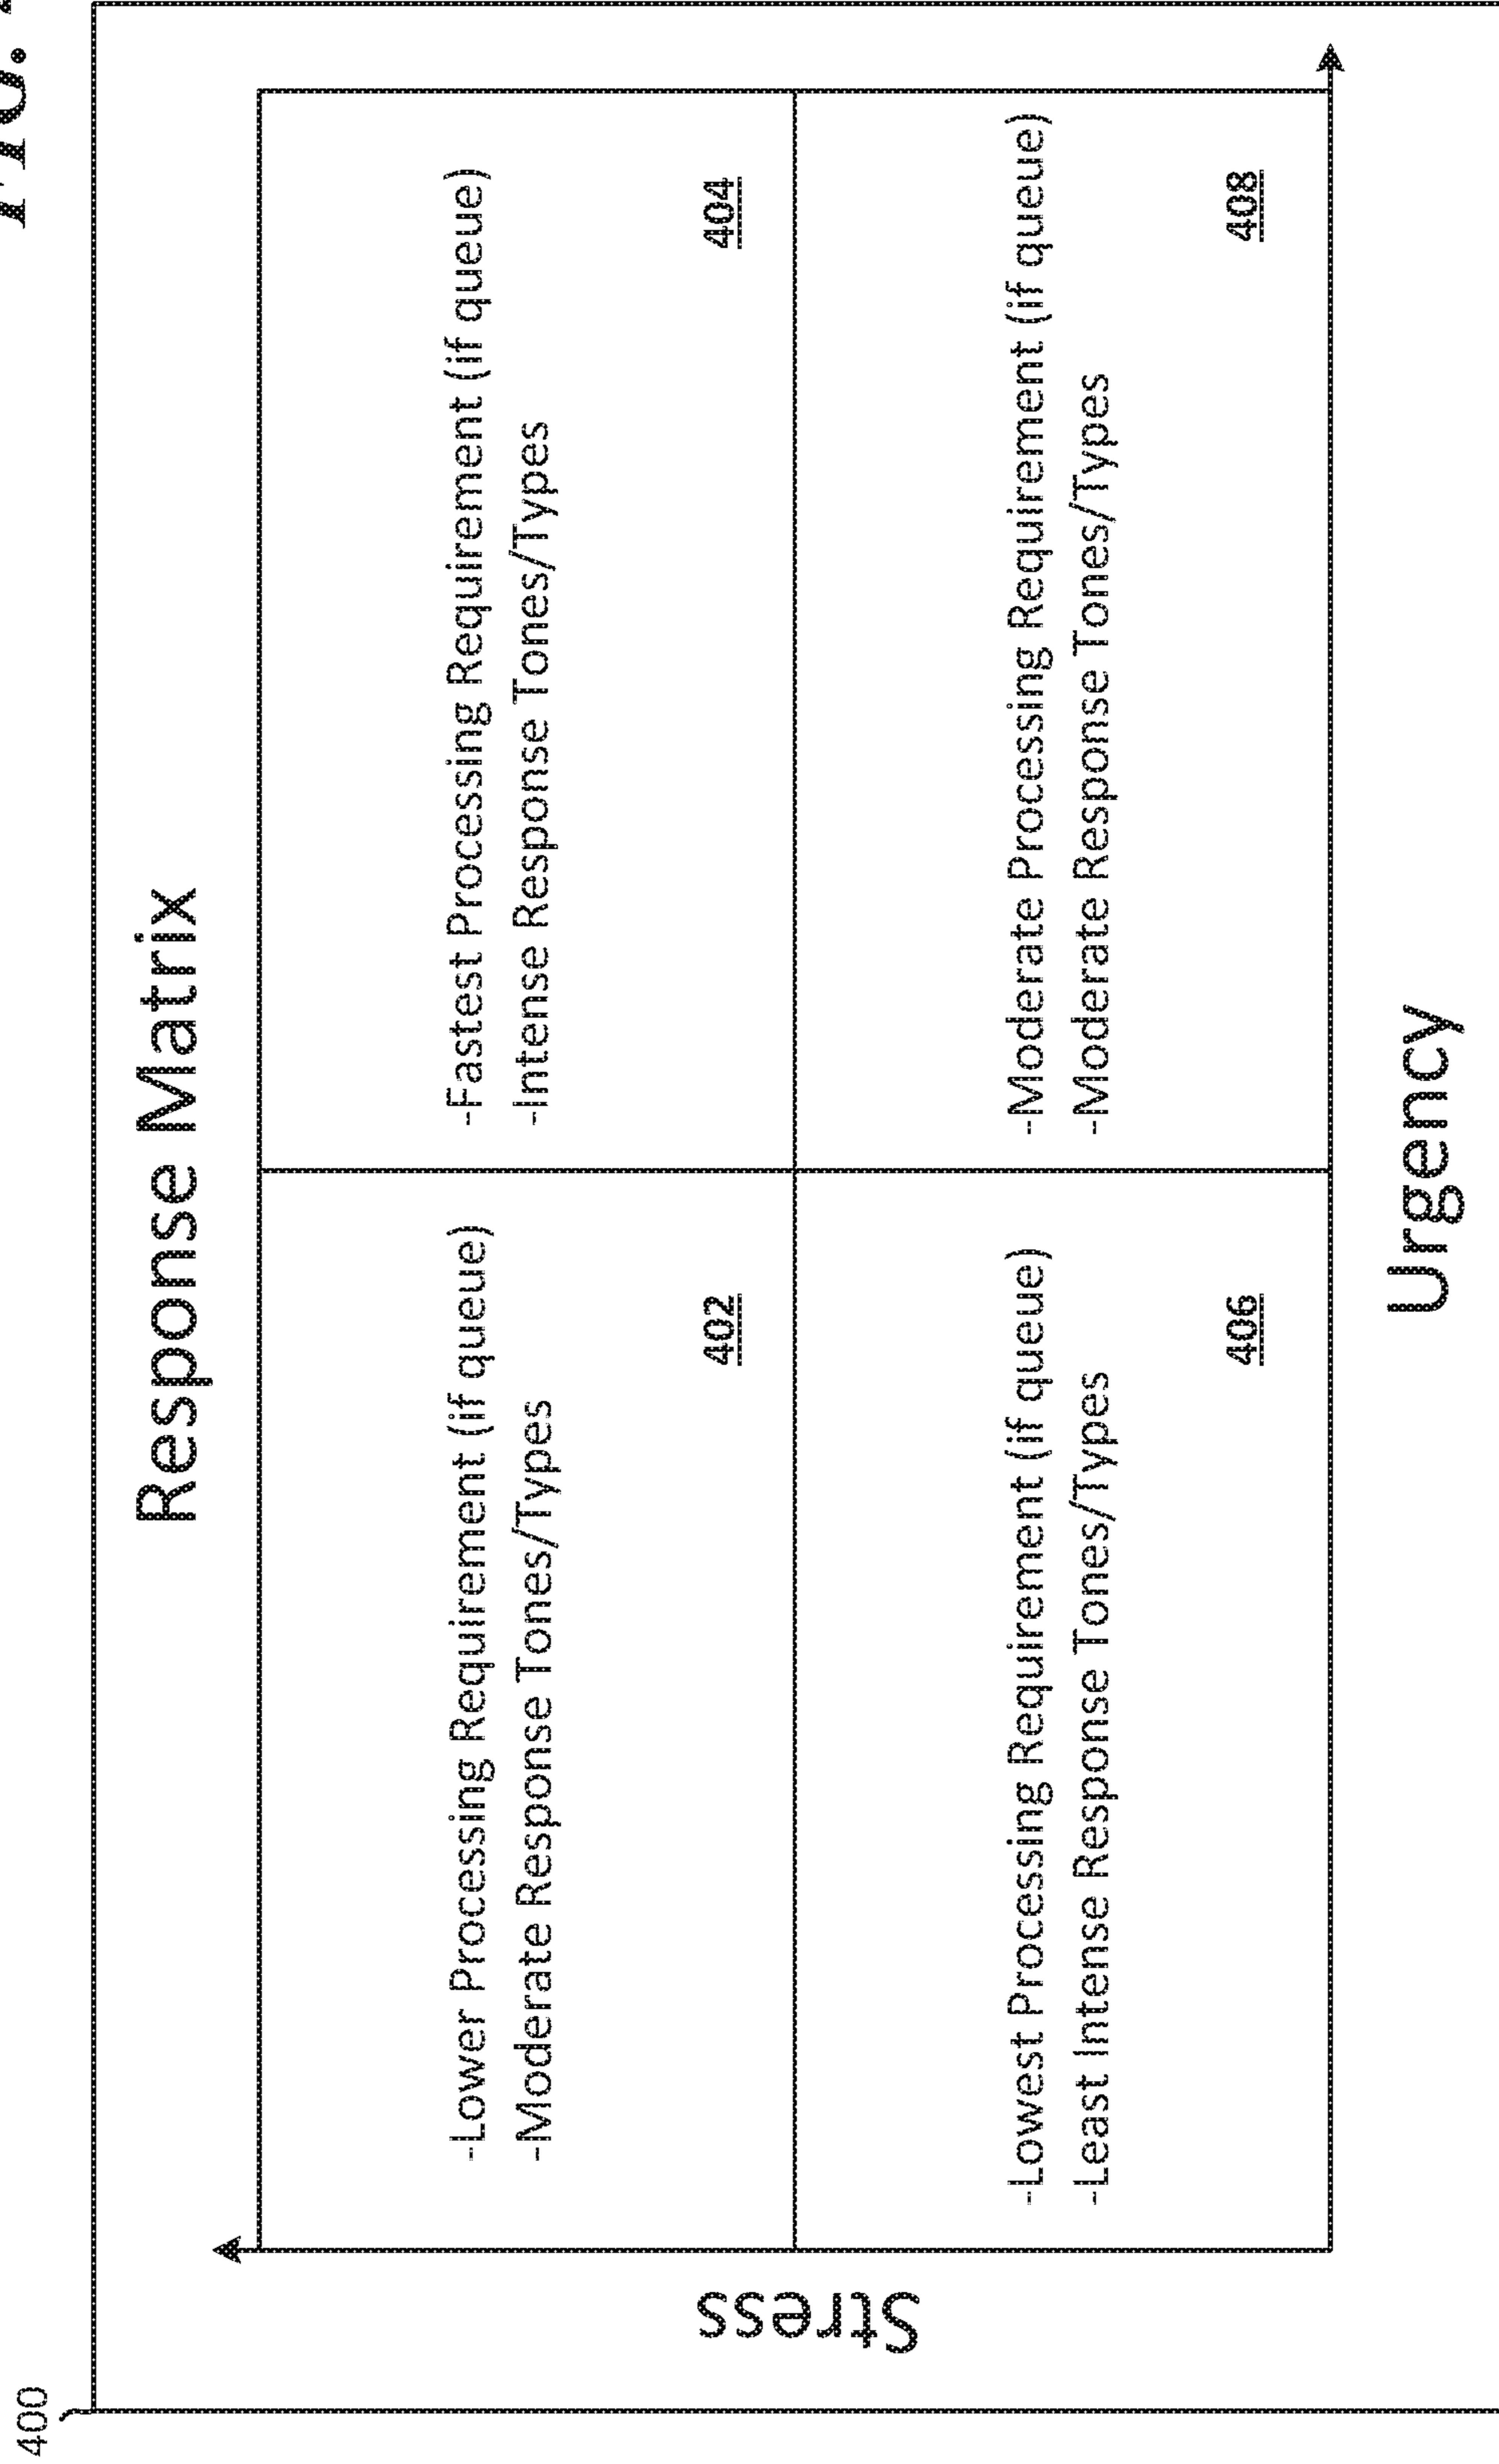 FIG.
400
Response Matrix
-Lower Processing Requirement (if queue)
-Moderate Response Tones/Types
402
-Fastest Processing Requirement (if queue)
-Intense Response Tones/Types
404
Stress
-Lowest Processing Requirement (if queue)
-Least Intense Response Tones/Types
406
-Moderate Processing Requirement (if queue)
-Moderate Response Tones/Types
408
Urgency